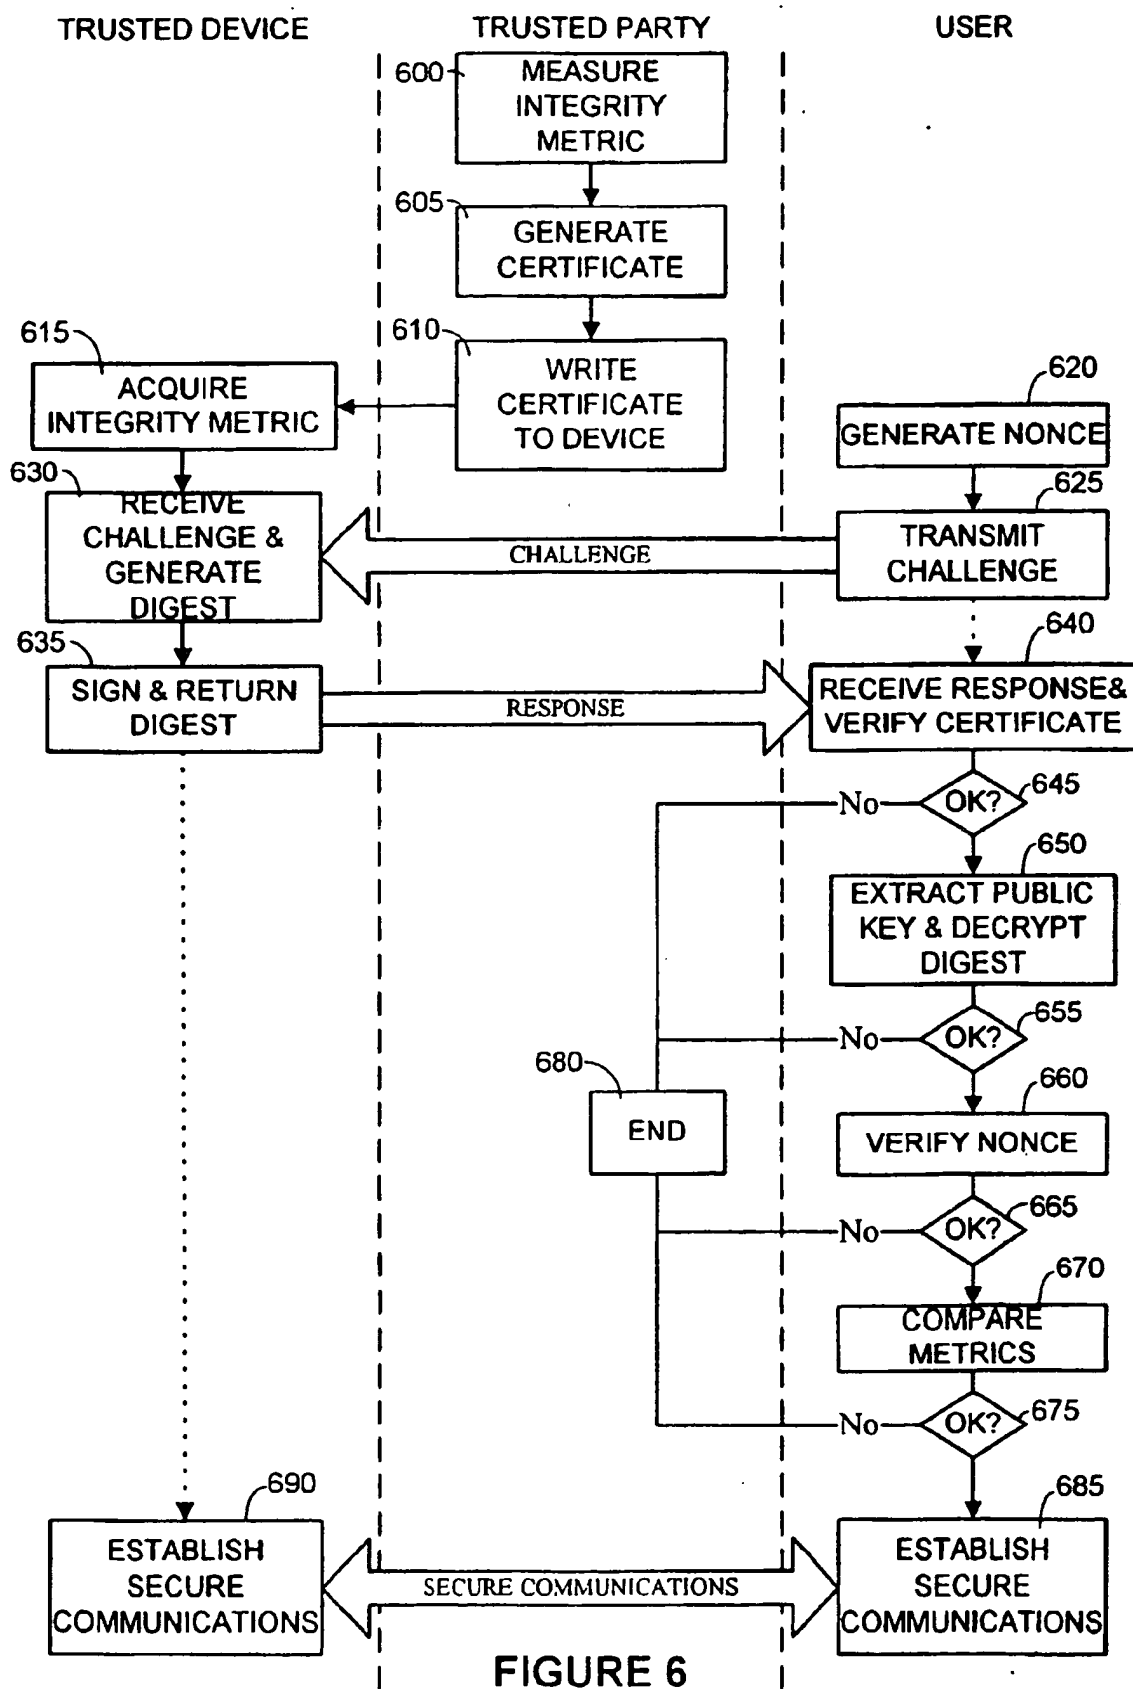 TRUSTED DEVICE
TRUSTED PARTY
USER
600
MEASURE
INTEGRITY
METRIC
605
GENERATE
CERTIFICATE
610
WRITE
CERTIFICATE
TO DEVICE
615
ACQUIRE
INTEGRITY METRIC
620
GENERATE NONCE
625
TRANSMIT
CHALLENGE
630
RECEIVE
CHALLENGE &
GENERATE
DIGEST
CHALLENGE
635
SIGN & RETURN
DIGEST
RESPONSE
640
RECEIVE RESPONSE&
VERIFY CERTIFICATE
645
OK?
No
650
EXTRACT PUBLIC
KEY & DECRYPT
DIGEST
655
OK?
No
680
END
660
VERIFY NONCE
665
OK?
No
670
COMPARE
METRICS
675
OK?
No
690
ESTABLISH
SECURE
COMMUNICATIONS
SECURE COMMUNICATIONS
685
ESTABLISH
SECURE
COMMUNICATIONS
FIGURE 6